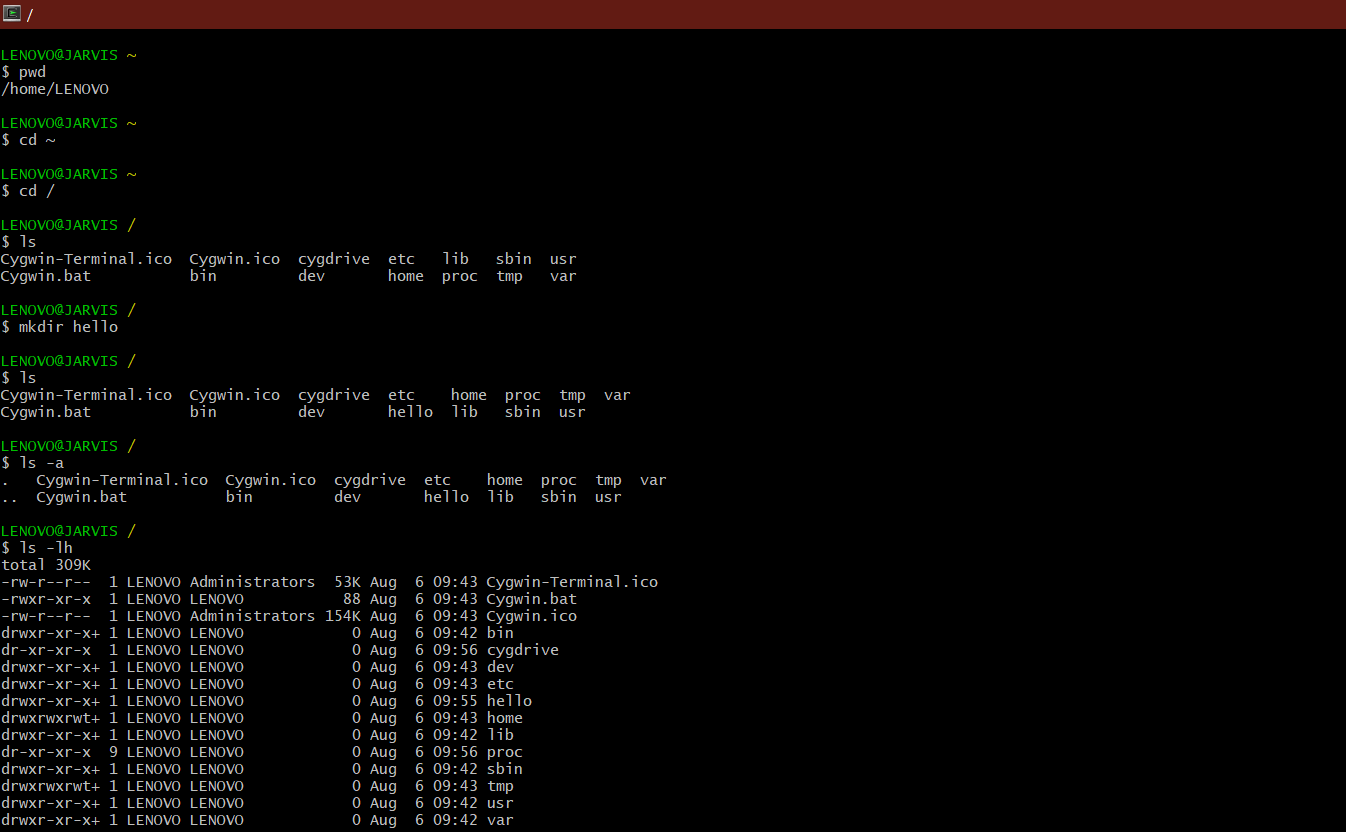 /
LENOVO@JARVIS ~
$ pwd
/home/LENOVO
LENOVO@JARVIS ~
$ cd ~
LENOVO@JARVIS ~
$ cd /
LENOVO@JARVIS /
$ ls
Cygwin-Terminal.ico  Cygwin.ico  cygdrive  etc   lib   sbin  usr
Cygwin.bat           bin         dev       home  proc  tmp   var
LENOVO@JARVIS /
$ mkdir hello
LENOVO@JARVIS /
$ ls
Cygwin-Terminal.ico  Cygwin.ico  cygdrive  etc    home  proc  tmp  var
Cygwin.bat           bin         dev       hello  lib   sbin  usr
LENOVO@JARVIS /
$ ls -a
.   Cygwin-Terminal.ico  Cygwin.ico  cygdrive  etc    home  proc  tmp  var
..  Cygwin.bat           bin         dev       hello  lib   sbin  usr
LENOVO@JARVIS /
$ ls -lh
total 309K
-rw-r--r--  1 LENOVO Administrators  53K Aug  6 09:43 Cygwin-Terminal.ico
-rwxr-xr-x  1 LENOVO LENOVO           88 Aug  6 09:43 Cygwin.bat
-rw-r--r--  1 LENOVO Administrators 154K Aug  6 09:43 Cygwin.ico
drwxr-xr-x+ 1 LENOVO LENOVO            0 Aug  6 09:42 bin
dr-xr-xr-x  1 LENOVO LENOVO            0 Aug  6 09:56 cygdrive
drwxr-xr-x+ 1 LENOVO LENOVO            0 Aug  6 09:43 dev
drwxr-xr-x+ 1 LENOVO LENOVO            0 Aug  6 09:43 etc
drwxr-xr-x+ 1 LENOVO LENOVO            0 Aug  6 09:55 hello
drwxrwxrwt+ 1 LENOVO LENOVO            0 Aug  6 09:43 home
drwxr-xr-x+ 1 LENOVO LENOVO            0 Aug  6 09:42 lib
dr-xr-xr-x  9 LENOVO LENOVO            0 Aug  6 09:56 proc
drwxr-xr-x+ 1 LENOVO LENOVO            0 Aug  6 09:42 sbin
drwxrwxrwt+ 1 LENOVO LENOVO            0 Aug  6 09:43 tmp
drwxr-xr-x+ 1 LENOVO LENOVO            0 Aug  6 09:42 usr
drwxr-xr-x+ 1 LENOVO LENOVO            0 Aug  6 09:42 var